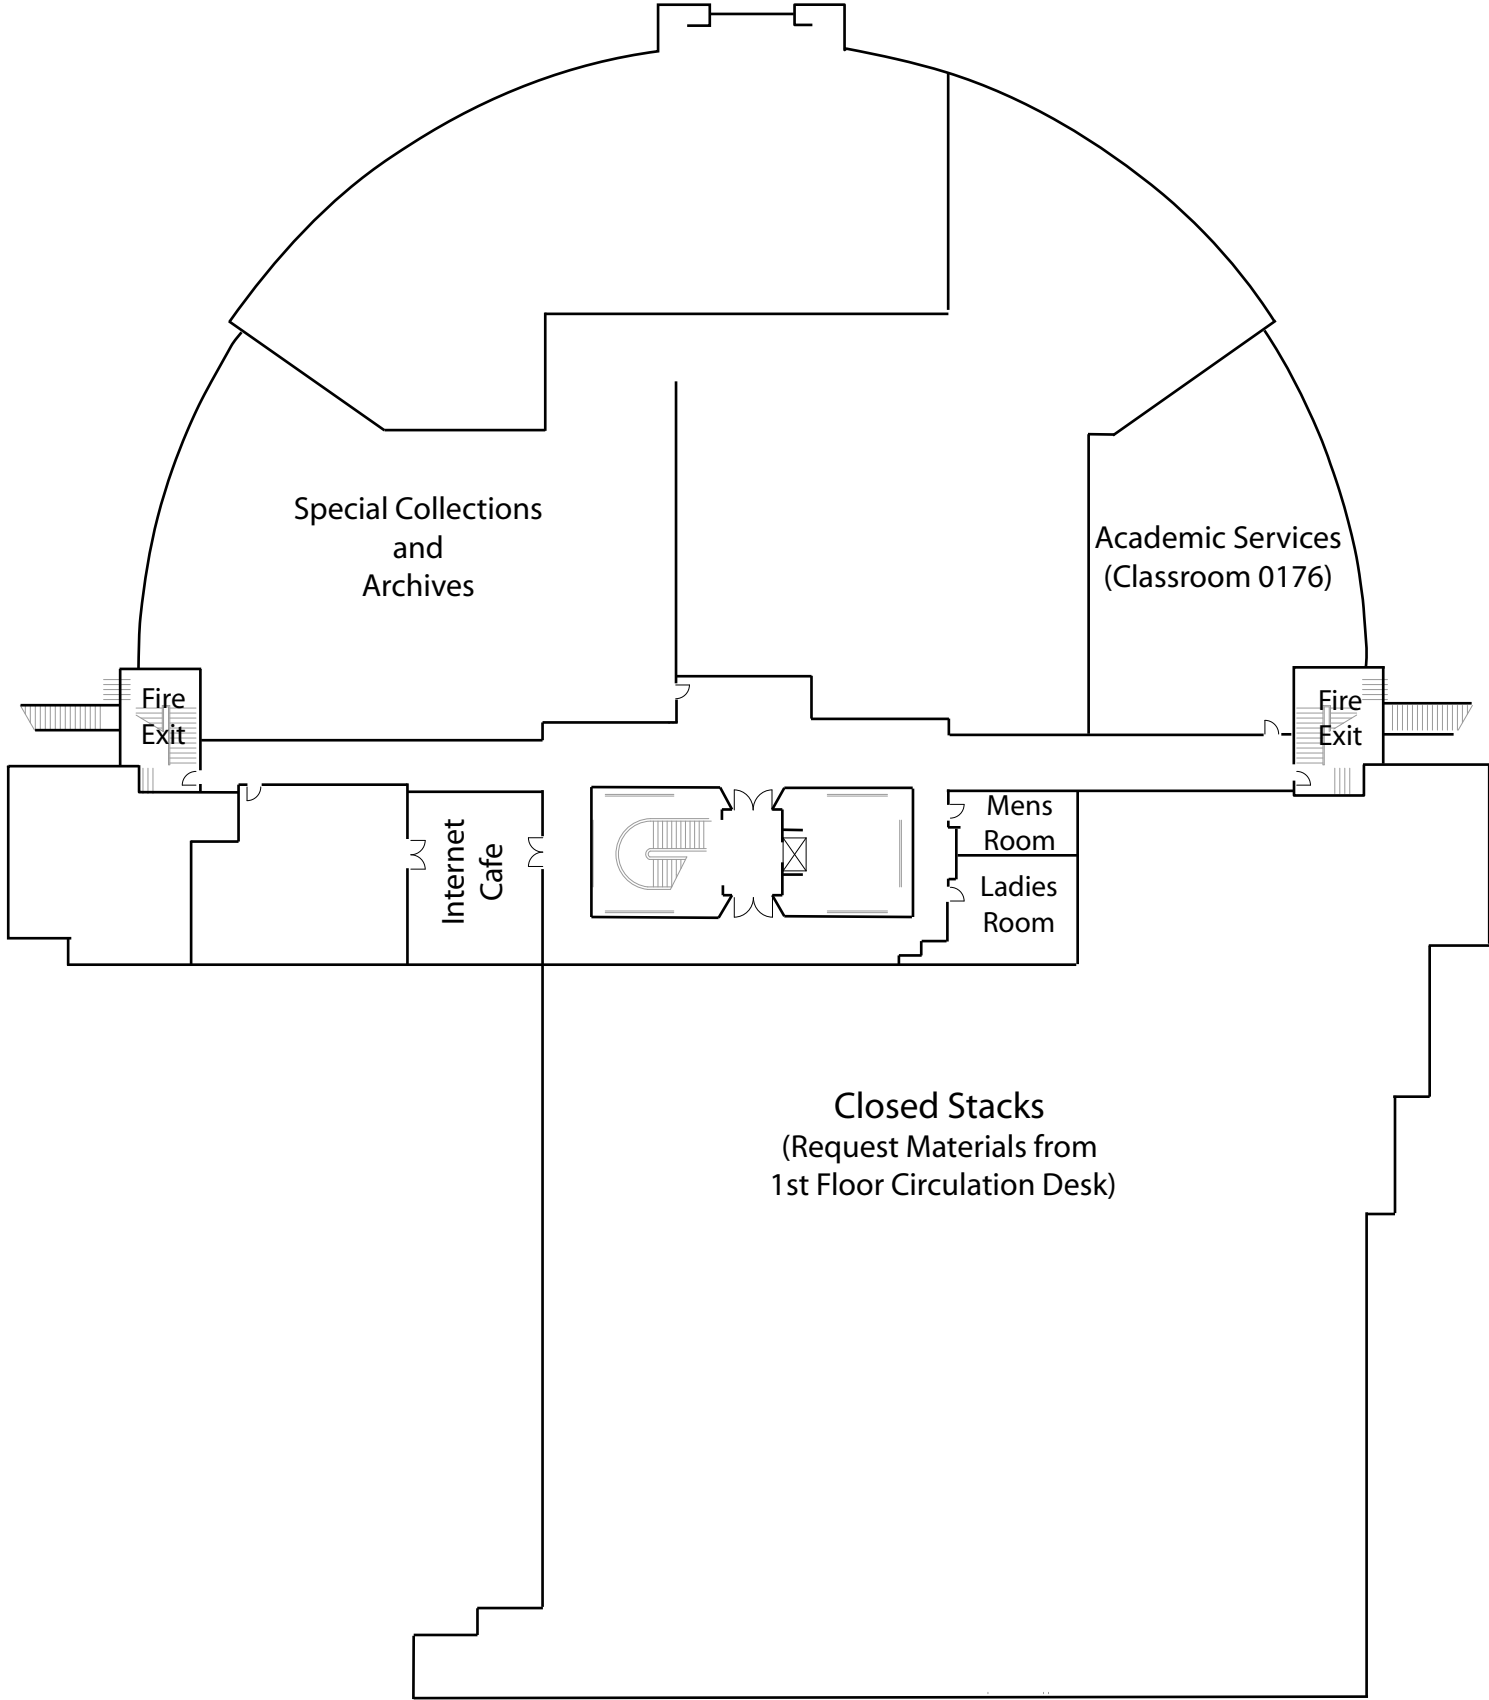 Special Collections
and
Archives
Academic Services
(Classroom 0176)
Fire
Exit
Fire
Exit
Internet
Cafe
Mens
Room
Ladies
Room
Closed Stacks
(Request Materials from
1st Floor Circulation Desk)